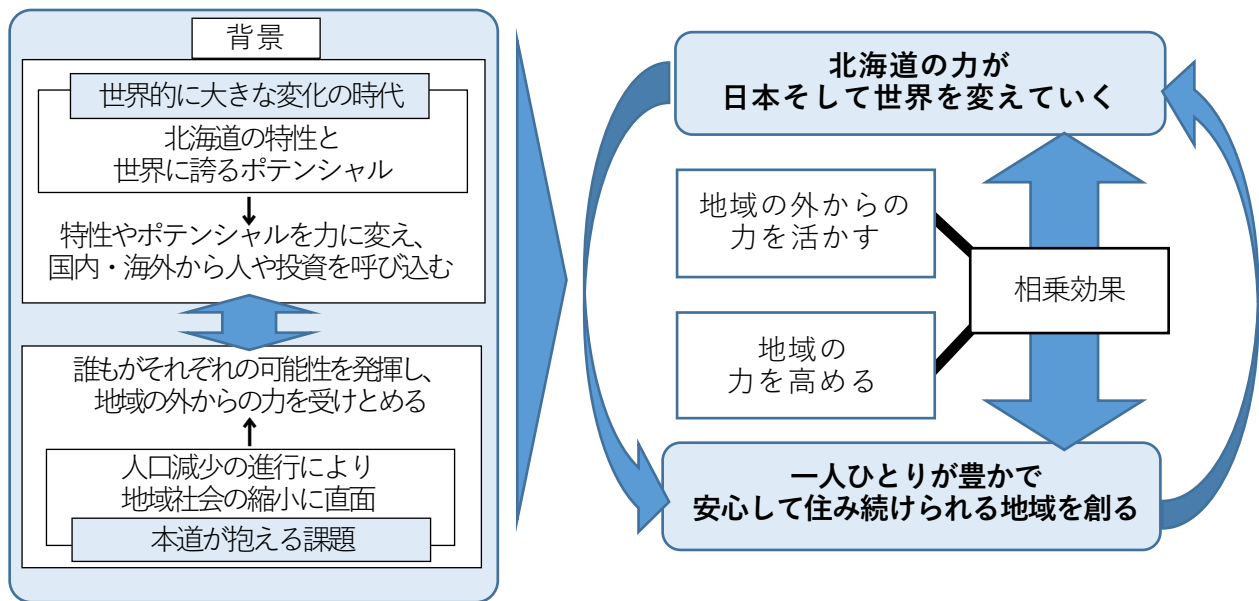 背景
世界的に大きな変化の時代
北海道の特性と
世界に誇るポテンシャル
特性やポテンシャルを力に変え、
国内・海外から人や投資を呼び込む
誰もがそれぞれの可能性を発揮し、
地域の外からの力を受けとめる
人口減少の進行により
地域社会の縮小に直面
本道が抱える課題
北海道の力が
日本そして世界を変えていく
地域の外からの
力を活かす
相乗効果
地域の
力を高める
一人ひとりが豊かで
安心して住み続けられる地域を創る